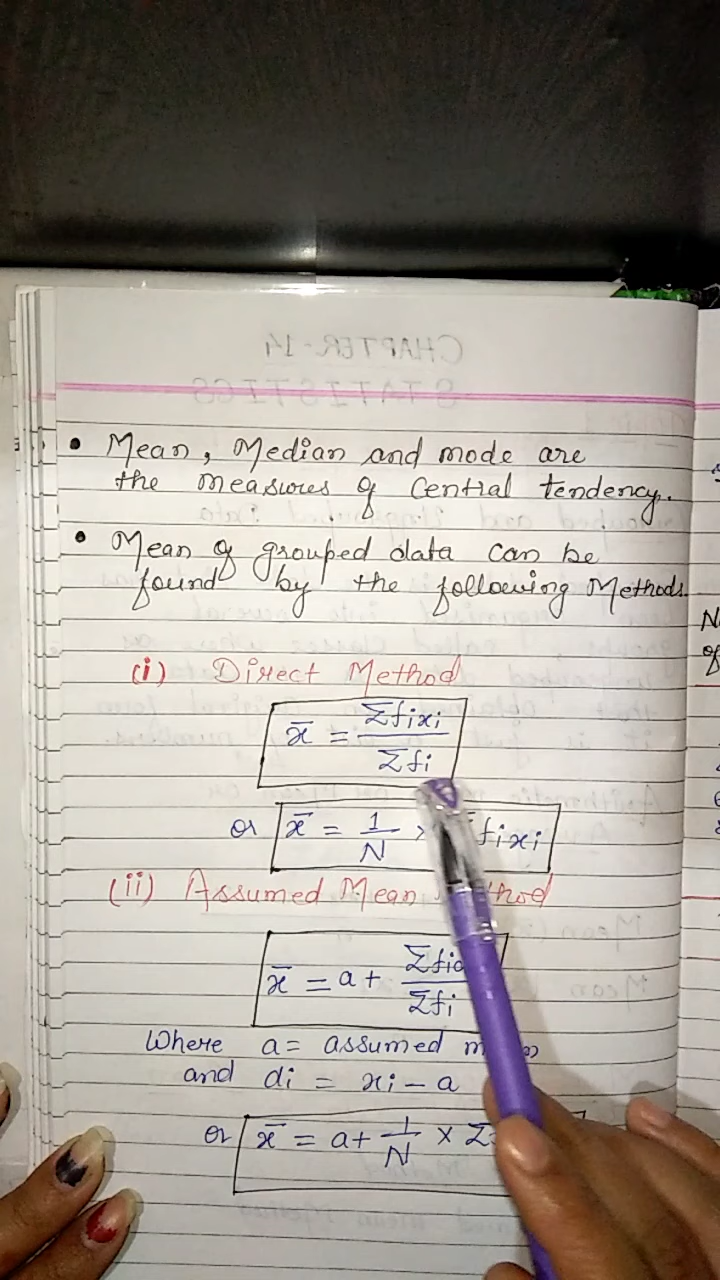 • Mean, Median and mode are
the measures of central tendency.
• Mean of grouped data can be
found by the following Methods.
(i) Direct Method
x̄ = Σfixi / Σfi
or x̄ = 1/N × fixi
(ii) Assumed Mean
x̄ = a + Σfi / Σfi
Where a = assumed
and di = xi - a
or x̄ = a + 1/N × Σ